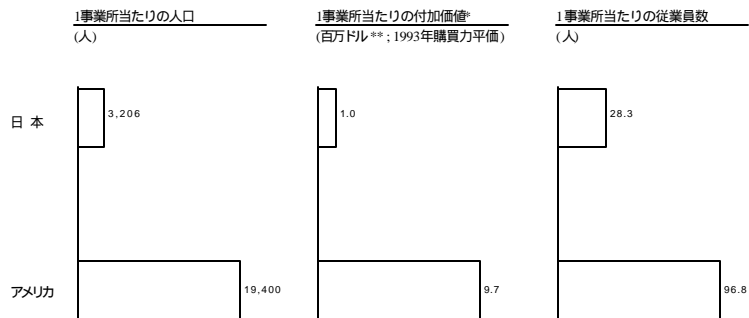 1事業所当たりの人口
(人)
1事業所当たりの付加価値*
(百万ドル**;1993年購買力平価)
1事業所当たりの従業員数
(人)
日 本
3,206
1.0
28.3
アメリカ
19,400
9.7
96.8